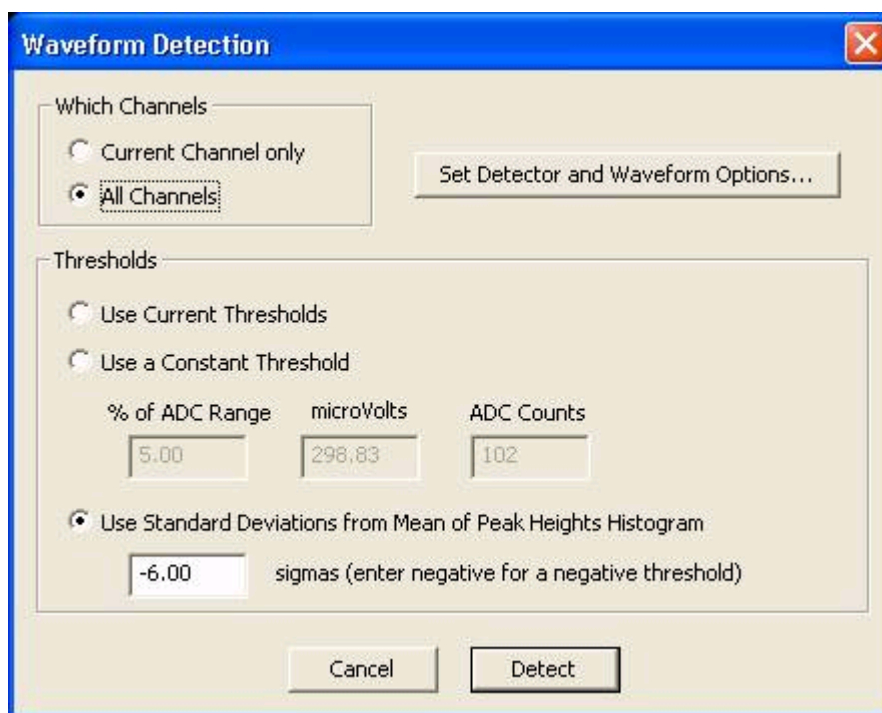 Waveform Detection
Which Channels
Current Channel only
All Channels
Set Detector and Waveform Options...
Thresholds
Use Current Thresholds
Use a Constant Threshold
% of ADC Range microVolts ADC Counts
5.00 298.83 102
Use Standard Deviations from Mean of Peak Heights Histogram
-6.00 sigmas (enter negative for a negative threshold)
Cancel Detect